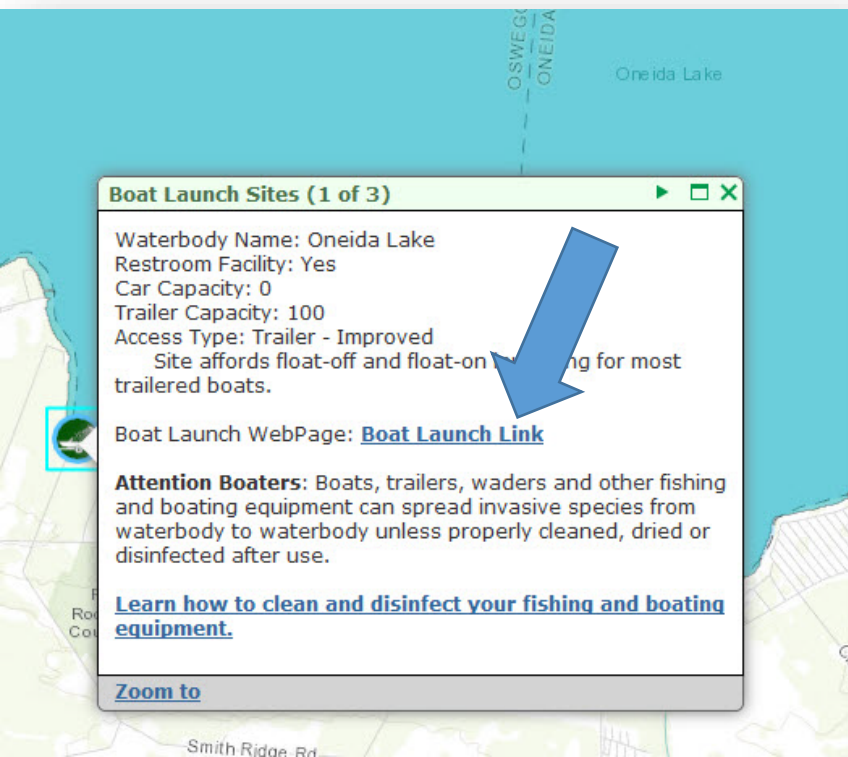 OSWEGO
ONEIDA
Oneida Lake
Boat Launch Sites (1 of 3)
Waterbody Name: Oneida Lake
Restroom Facility: Yes
Car Capacity: 0
Trailer Capacity: 100
Access Type: Trailer - Improved
Site affords float-off and float-on ng for most
trailered boats.
Boat Launch WebPage: Boat Launch Link
Attention Boaters: Boats, trailers, waders and other fishing
and boating equipment can spread invasive species from
waterbody to waterbody unless properly cleaned, dried or
disinfected after use.
Learn how to clean and disinfect your fishing and boating
equipment.
Zoom to
Smith Ridge Rd